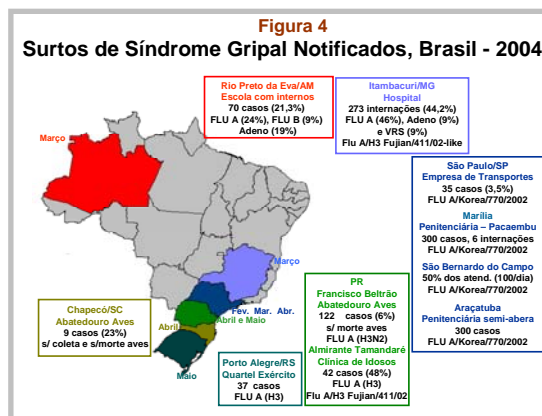 Figura 4
Surtos de Síndrome Gripal Notificados, Brasil - 2004
Rio Preto da Eva/AM
Escola com internos
70 casos (21,3%)
FLU A (24%), FLU B (9%)
Adeno (19%)
Itambacuri/MG
Hospital
273 internações (44,2%)
FLU A (46%), Adeno (9%)
e VRS (9%)
Flu A/H3 Fujian/411/02-like
Março
São Paulo/SP
Empresa de Transportes
35 casos (3,5%)
FLU A/Korea/770/2002
Marília
Penitenciária – Pacaembu
300 casos, 6 internações
FLU A/Korea/770/2002
São Bernardo do Campo
50% dos atend. (100/dia)
FLU A/Korea/770/2002
Araçatuba
Penitenciária semi-abera
300 casos
FLU A/Korea/770/2002
Março
Fev. Mar. Abr.
PR
Francisco Beltrão
Abatedouro Aves
122 casos (6%)
s/ morte aves
FLU A (H3N2)
Almirante Tamandaré
Clínica de Idosos
42 casos (48%)
FLU A (H3)
Flu A/H3 Fujian/411/02
Abril e Maio
Chapecó/SC
Abatedouro Aves
9 casos (23%)
s/ coleta e s/morte aves
Abril
Maio
Porto Alegre/RS
Quartel Exército
37 casos
FLU A (H3)